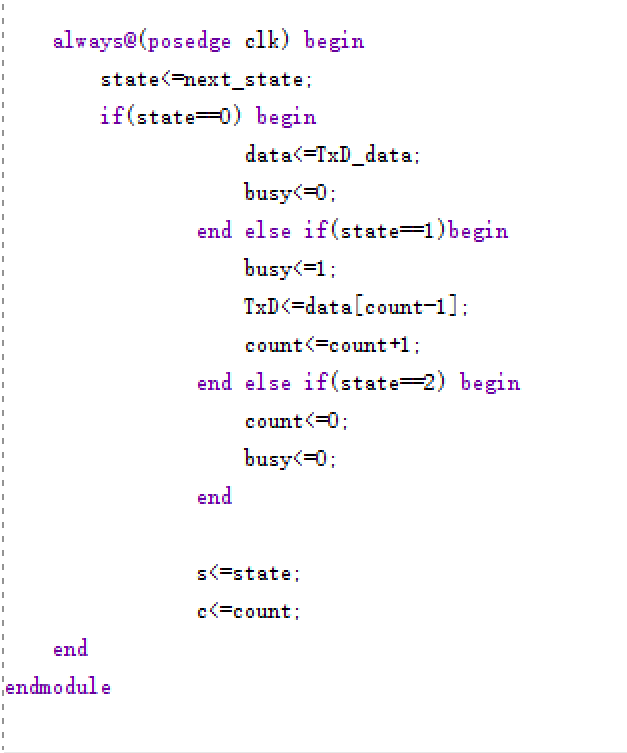 always@(posedge clk) begin
state<=next_state;
if(state==0) begin
data<=TxD_data;
busy<=0;
end else if(state==1)begin
busy<=1;
TxD<=data[count-1];
count<=count+1;
end else if(state==2) begin
count<=0;
busy<=0;
end
s<=state;
c<=count;
end
endmodule